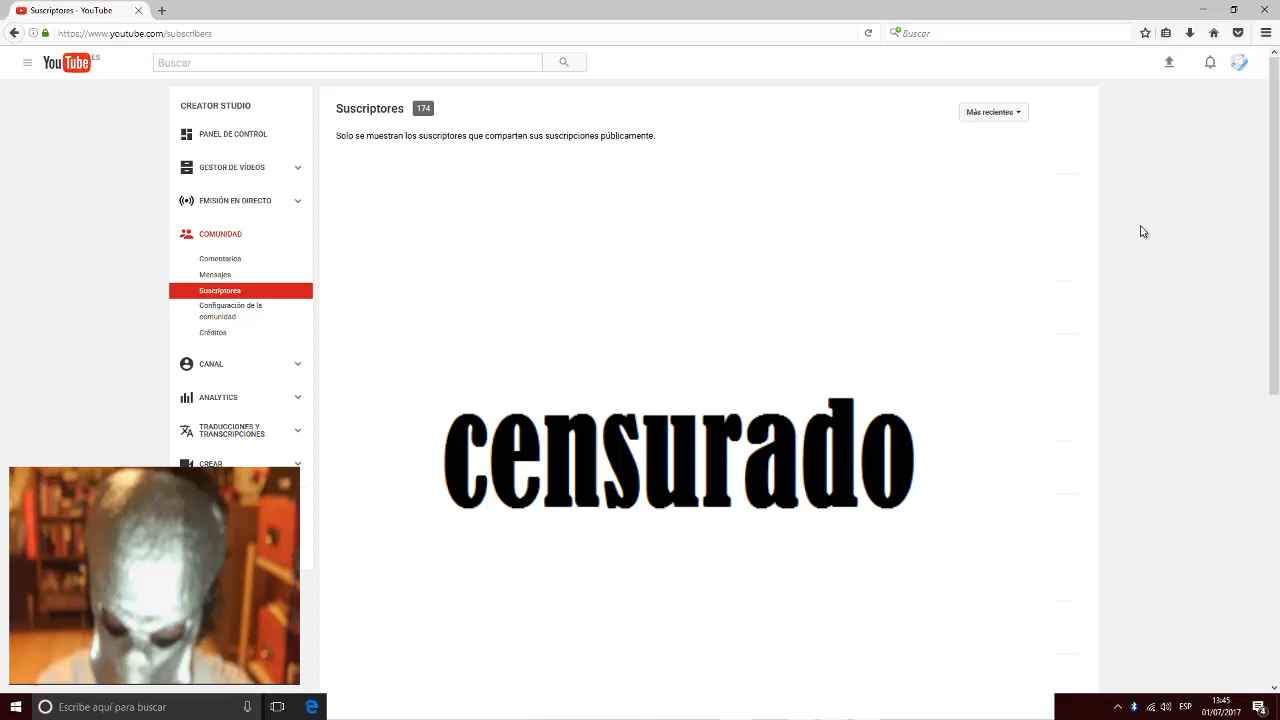 Suscriptores - YouTube
https://www.youtube.com/subscribers
Buscar
YouTube ES
Buscar
CREATOR STUDIO
PANEL DE CONTROL
GESTOR DE VÍDEOS
EMISIÓN EN DIRECTO
COMUNIDAD
Comentarios
Mensajes
Suscriptores
Configuración de la
comunidad
Créditos
CANAL
ANALYTICS
TRADUCCIONES Y
TRANSCRIPCIONES
CREAR
Suscriptores 174
Más recientes
Solo se muestran los suscriptores que comparten sus suscripciones públicamente.
censurado
Escribe aquí para buscar
ESP
13:45
01/07/2017
4